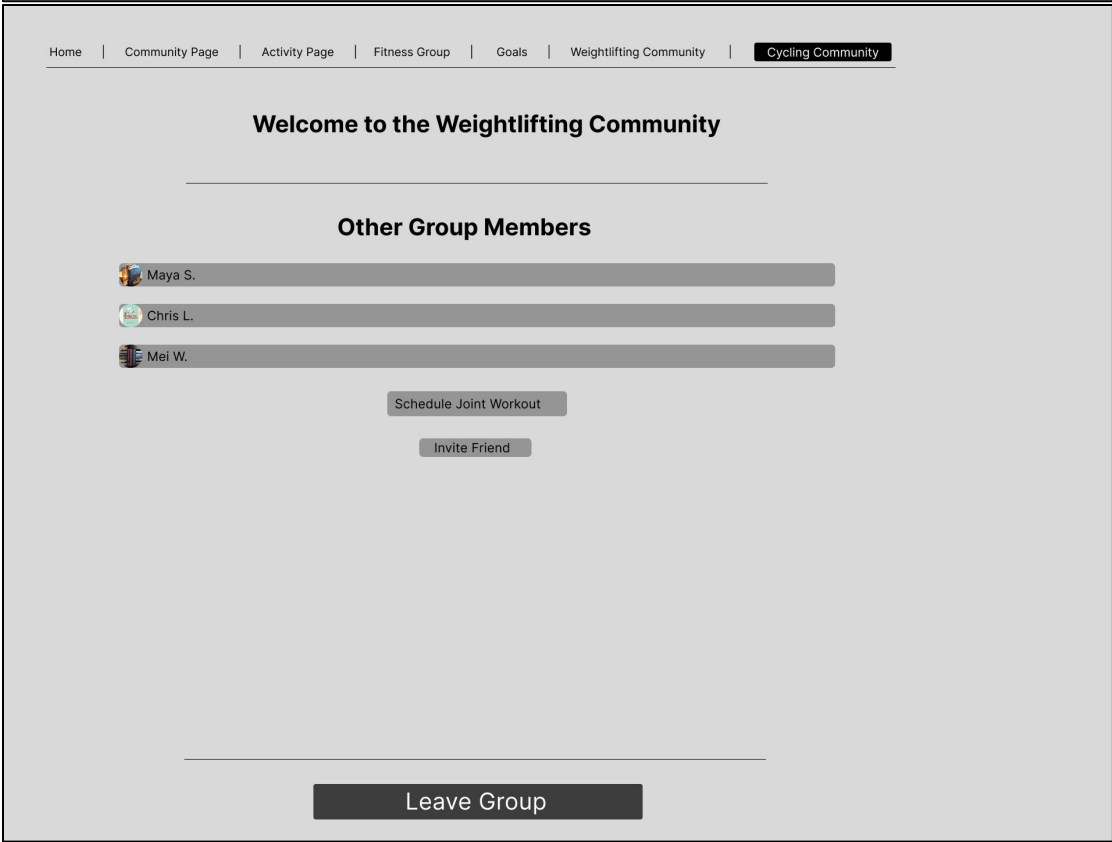 Home | Community Page | Activity Page | Fitness Group | Goals | Weightlifting Community | Cycling Community
Welcome to the Weightlifting Community
Other Group Members
Maya S.
Chris L.
Mei W.
Schedule Joint Workout
Invite Friend
Leave Group